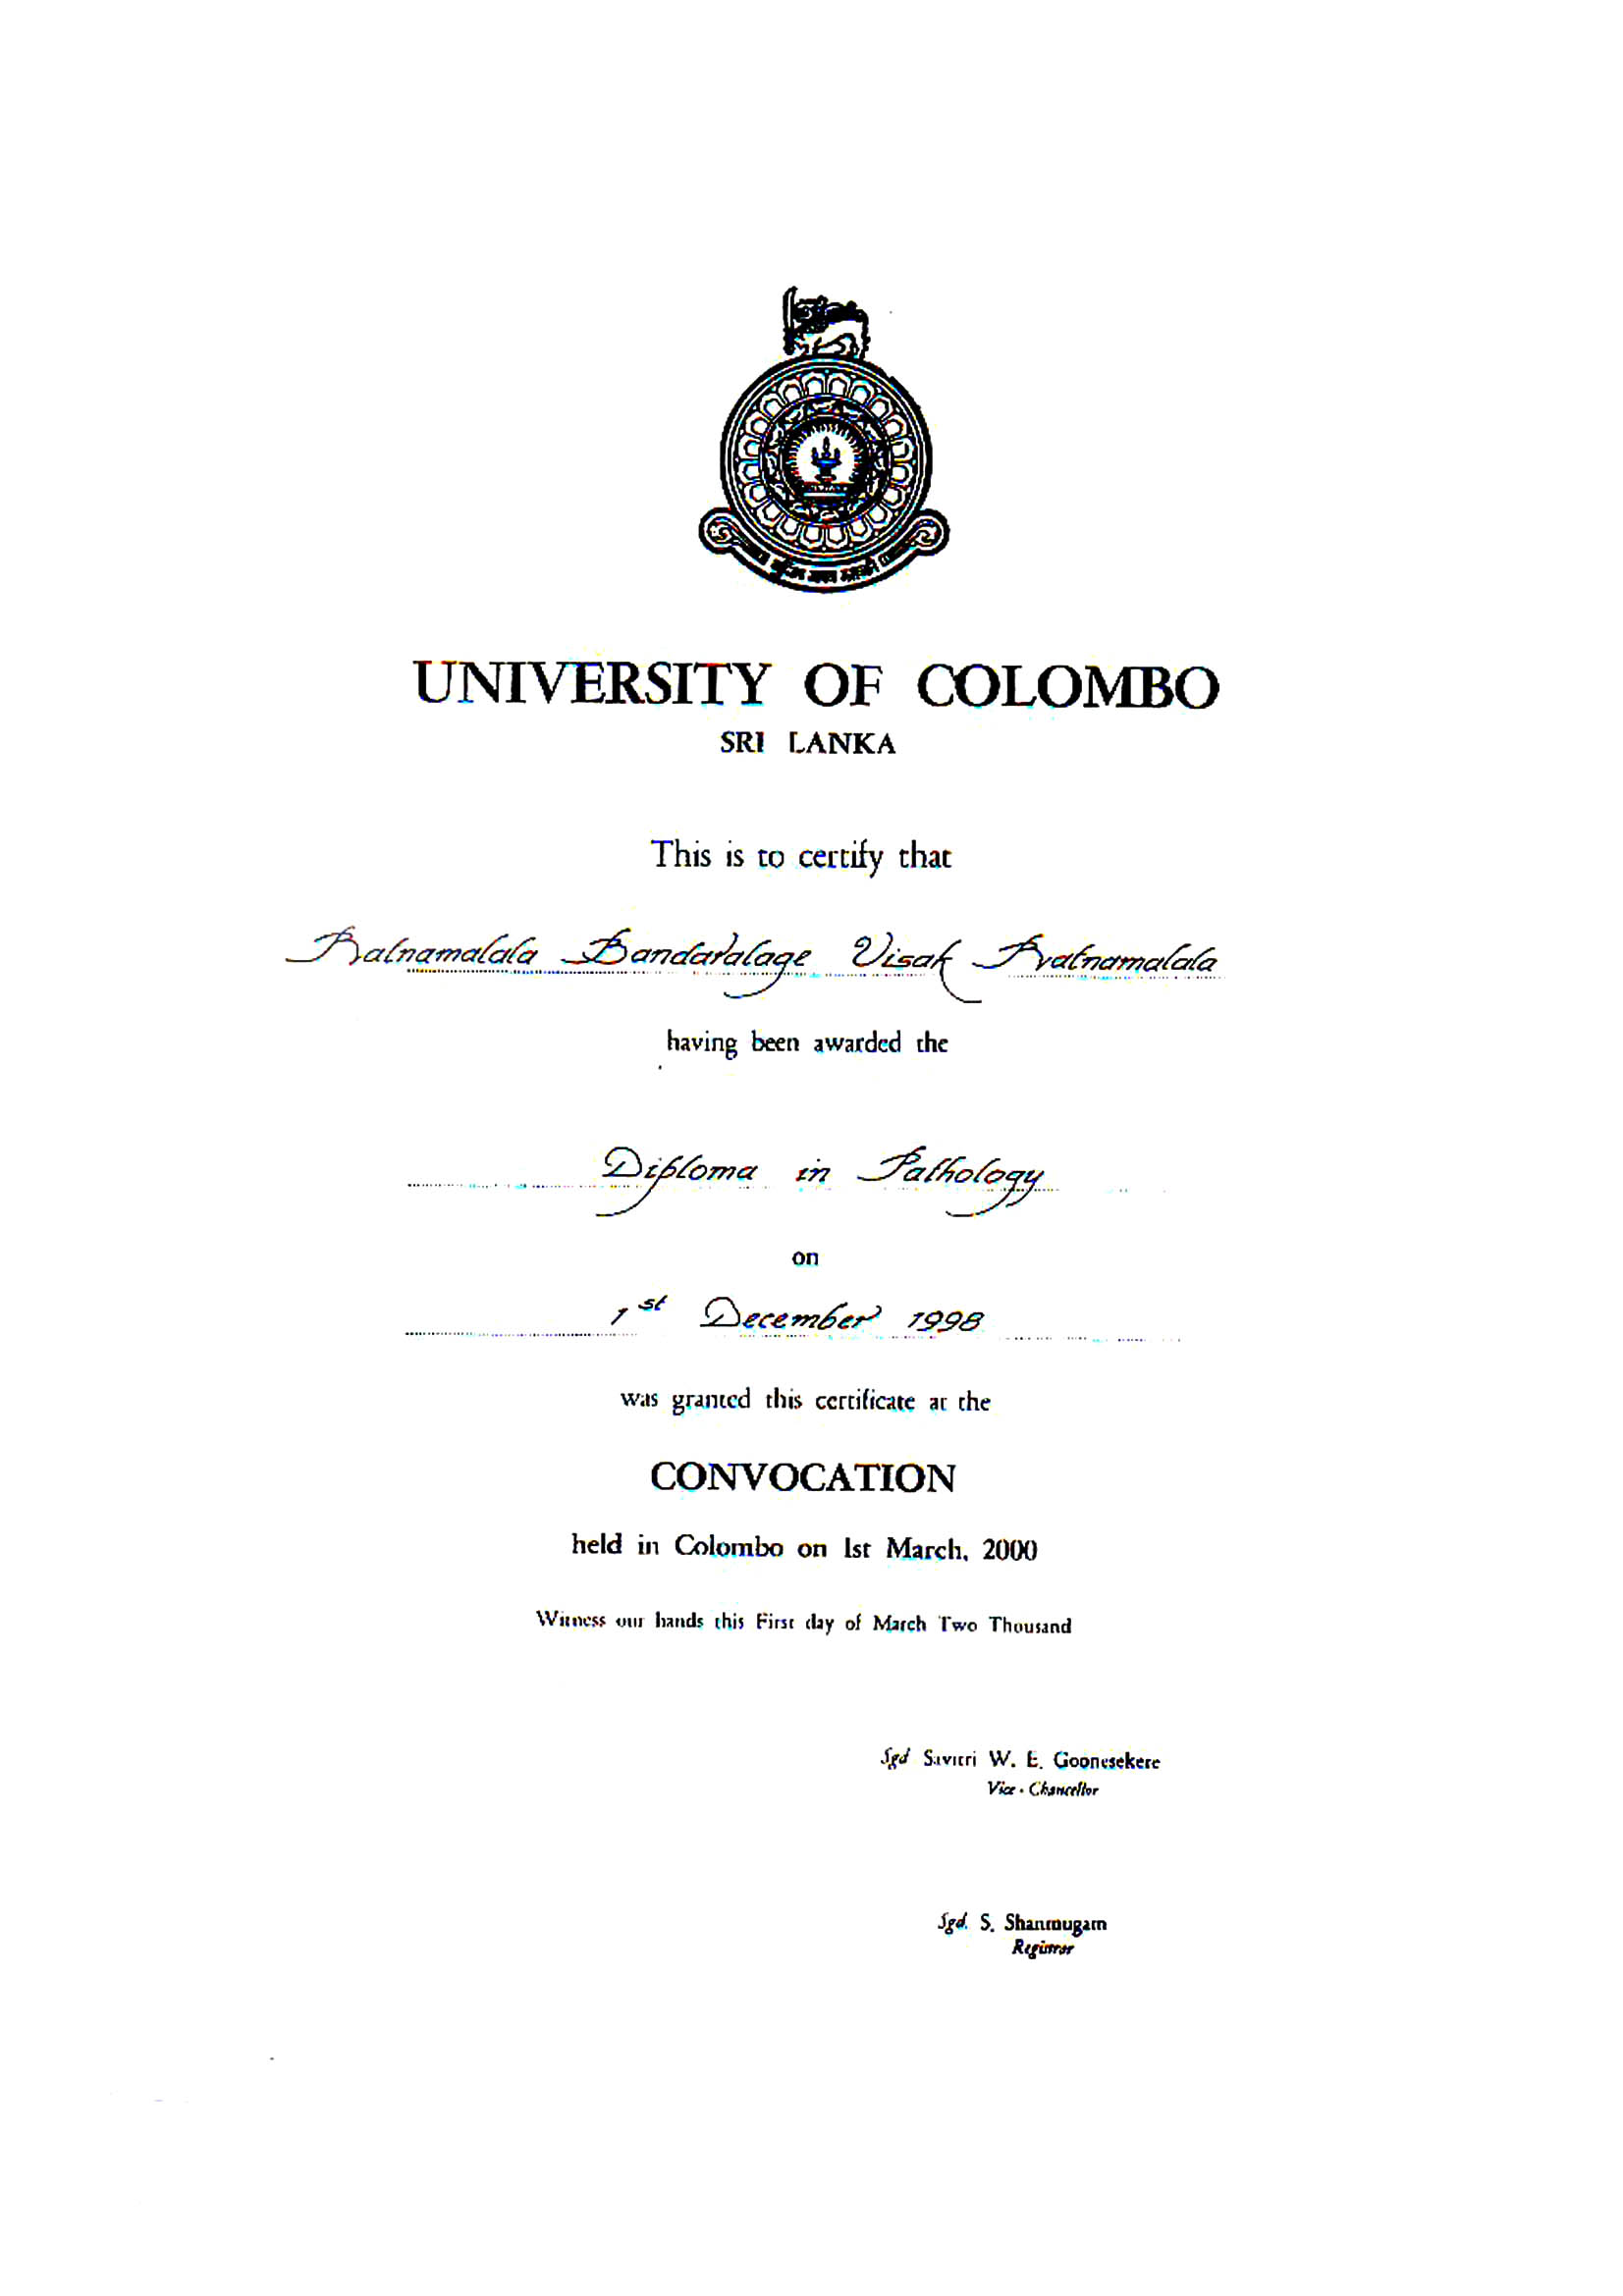 UNIVERSITY OF COLOMBO
SRI LANKA
This is to certify that
Ratnamalala Bandaralage Visak Ratnamalala
having been awarded the
Diploma in Pathology
on
1st December 1998
was granted this certificate at the
CONVOCATION
held in Colombo on 1st March, 2000
Witness our hands this First day of March Two Thousand
Sgd Savitri W. E. Goonesekere
Vice - Chancellor
Sgd. S. Shanmugam
Registrar